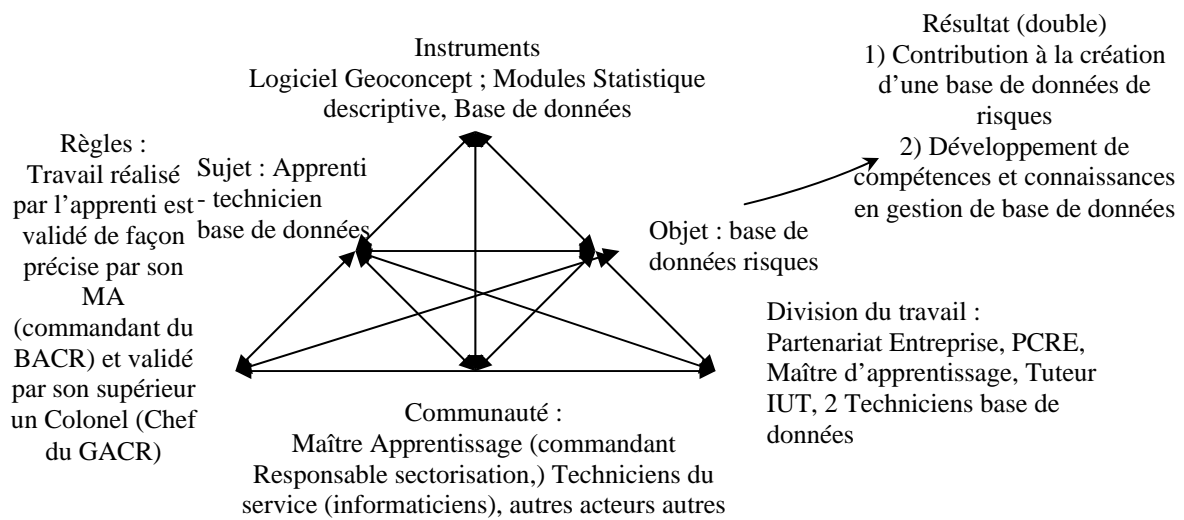 Résultat (double)
1) Contribution à la création
d’une base de données de
risques
2) Développement de
compétences et connaissances
en gestion de base de données
Instruments
Logiciel Geoconcept ; Modules Statistique
descriptive, Base de données
Règles :
Travail réalisé
par l’apprenti est
validé de façon
précise par son
MA
(commandant du
BACR) et validé
par son supérieur
un Colonel (Chef
du GACR)
Sujet : Apprenti
- technicien
base de données
Objet : base de
données risques
Division du travail :
Partenariat Entreprise, PCRE,
Maître d’apprentissage, Tuteur
IUT, 2 Techniciens base de
données
Communauté :
Maître Apprentissage (commandant
Responsable sectorisation,) Techniciens du
service (informaticiens), autres acteurs autres